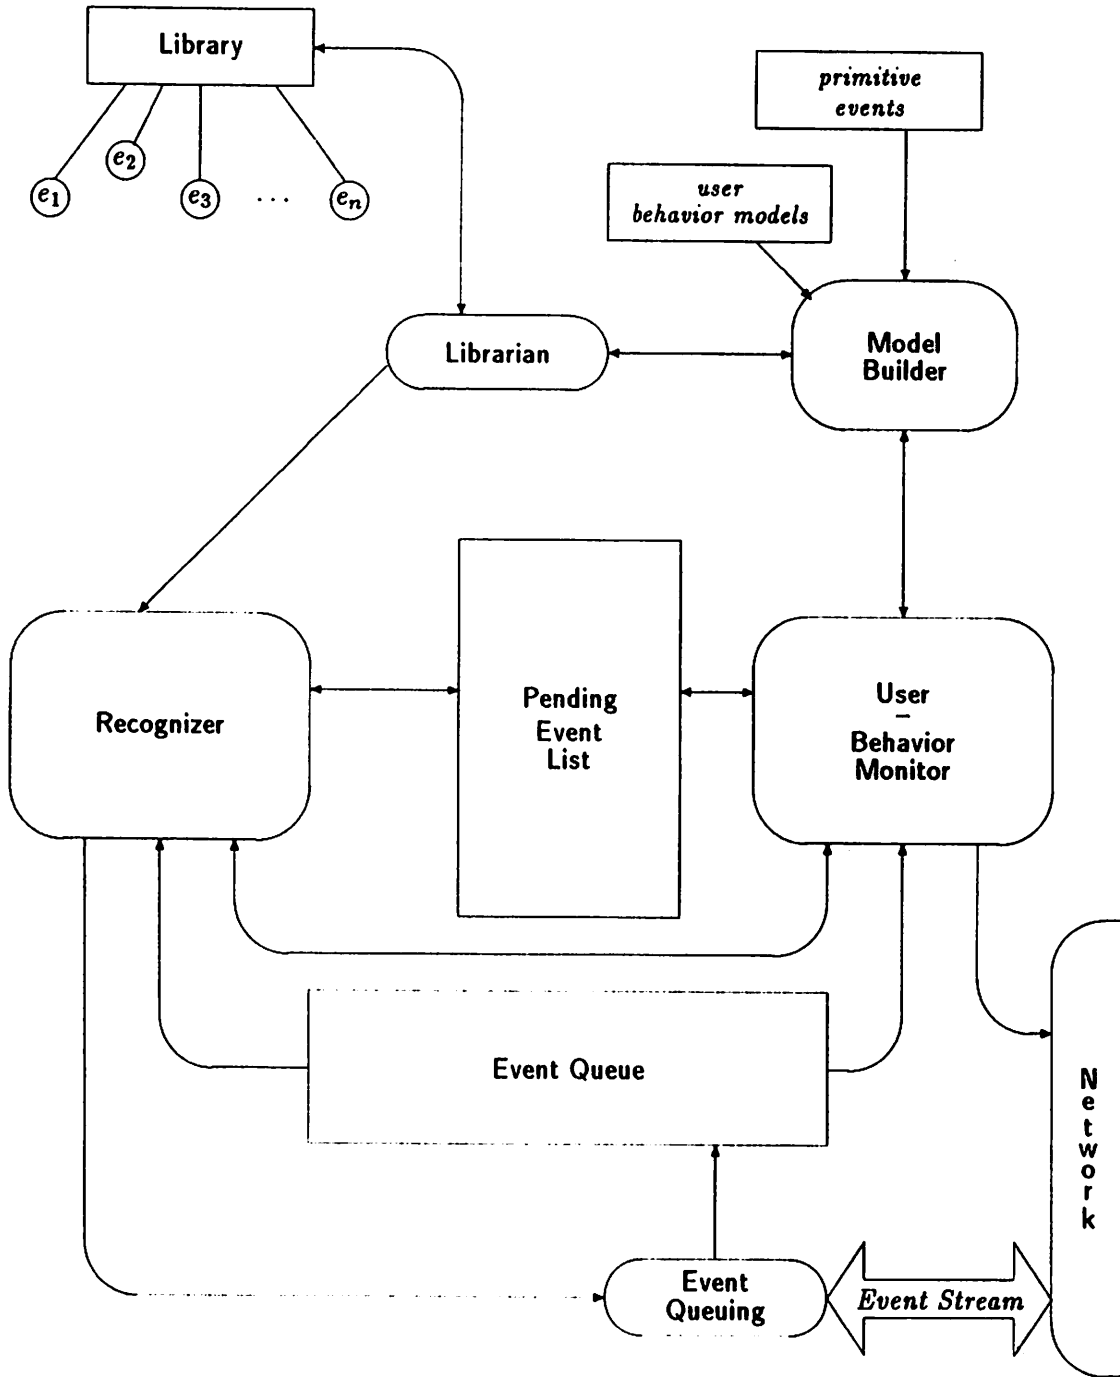 Library
primitive
events
e2
e1
e3
...
en
user
behavior models
Librarian
Model
Builder
Recognizer
Pending
Event
List
User
–
Behavior
Monitor
Event Queue
Network
Event
Queuing
Event Stream